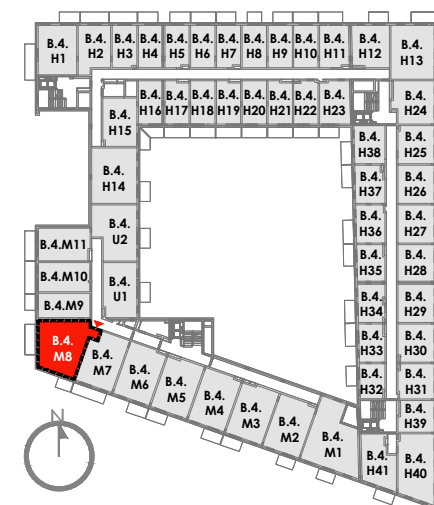 B.4.
H1
B.4.
H2
B.4.
H3
B.4.
H4
B.4.
H5
B.4.
H6
B.4.
H7
B.4.
H8
B.4.
H9
B.4.
H10
B.4.
H11
B.4.
H12
B.4.
H13
B.4.
H16
B.4.
H17
B.4.
H18
B.4.
H19
B.4.
H20
B.4.
H21
B.4.
H22
B.4.
H23
B.4.
H24
B.4.
H15
B.4.
H38
B.4.
H25
B.4.
H14
B.4.
H37
B.4.
H26
B.4.
U2
B.4.
H36
B.4.
H27
B.4.M11
B.4.
H35
B.4.
H28
B.4.M10
B.4.
U1
B.4.
H34
B.4.
H29
B.4.M9
B.4.
H33
B.4.
H30
B.4.
M8
B.4.
M7
B.4.
M6
B.4.
M5
B.4.
M4
B.4.
M3
B.4.
M2
B.4.
M1
B.4.
H32
B.4.
H31
B.4.
H39
B.4.
H41
B.4.
H40
N